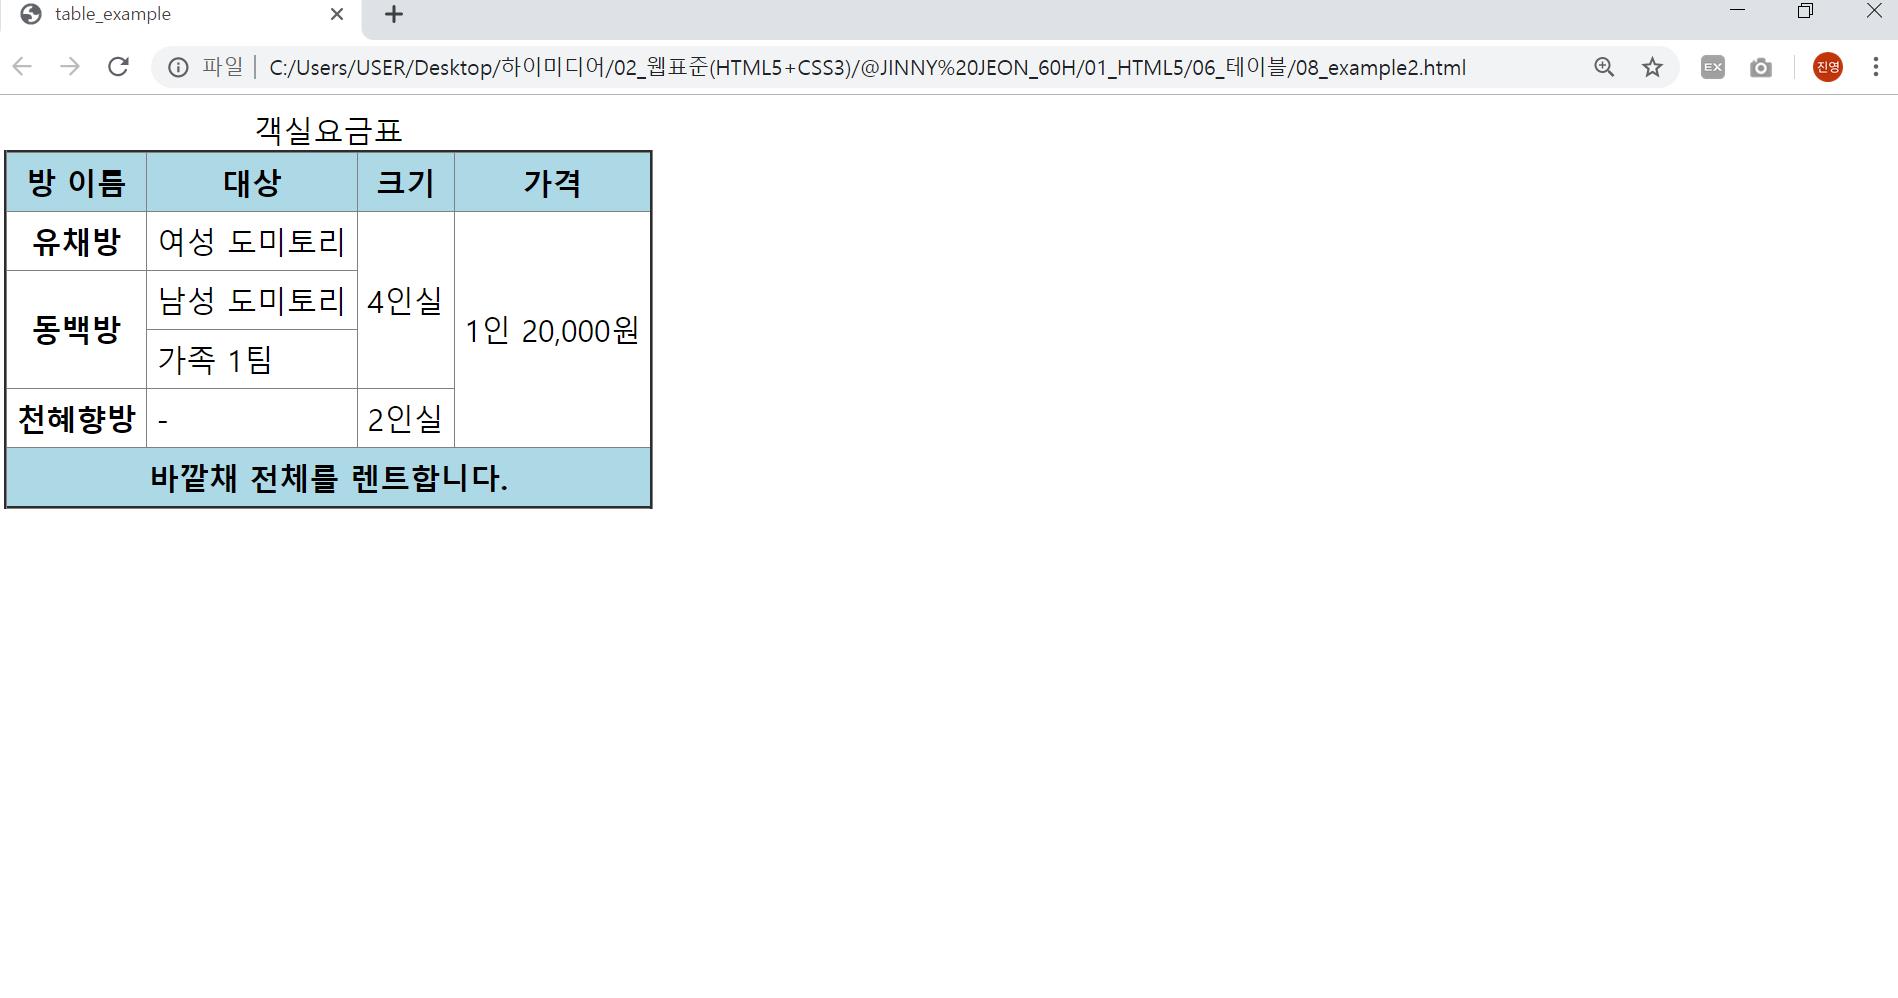 table_example
파일 C:/Users/USER/Desktop/하이미디어/02_웹표준(HTML5+CSS3)/@JINNY%20JEON_60H/01_HTML5/06_테이블/08_example2.html EX 진영
객실요금표
방 이름 대상 크기 가격
유채방 여성 도미토리
동백방 남성 도미토리 4인실 1인 20,000원
가족 1팀
천혜향방 - 2인실
바깥채 전체를 렌트합니다.